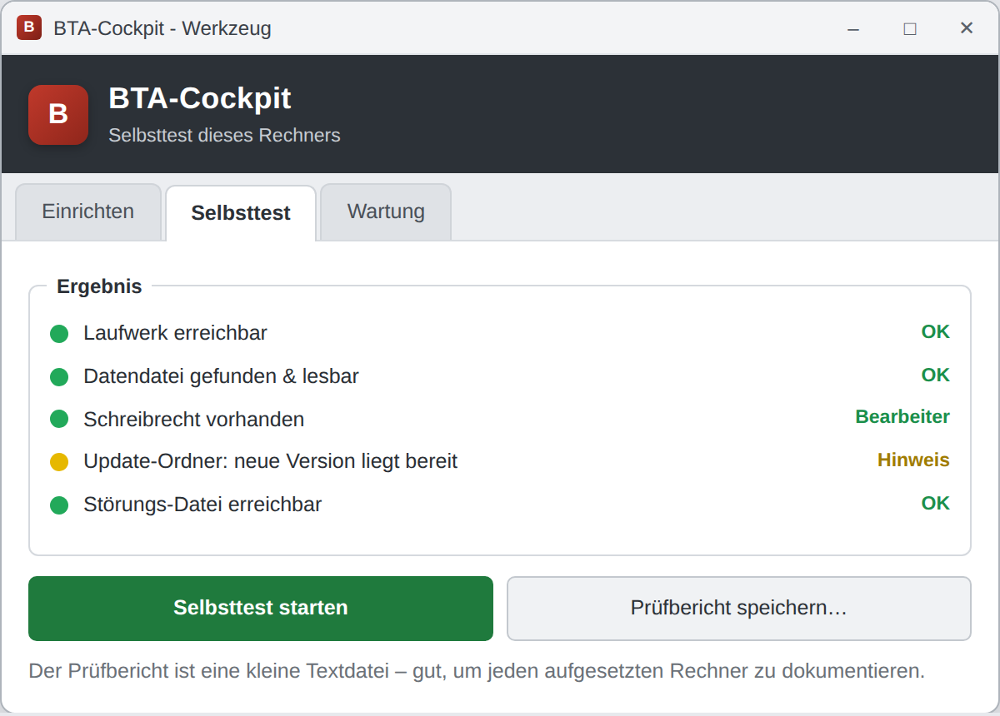 B BTA-Cockpit - Werkzeug
B
BTA-Cockpit
Selbsttest dieses Rechners
Einrichten Selbsttest Wartung
Ergebnis
Laufwerk erreichbar OK
Datendatei gefunden & lesbar OK
Schreibrecht vorhanden Bearbeiter
Update-Ordner: neue Version liegt bereit Hinweis
Störungs-Datei erreichbar OK
Selbsttest starten Prüfbericht speichern…
Der Prüfbericht ist eine kleine Textdatei – gut, um jeden aufgesetzten Rechner zu dokumentieren.